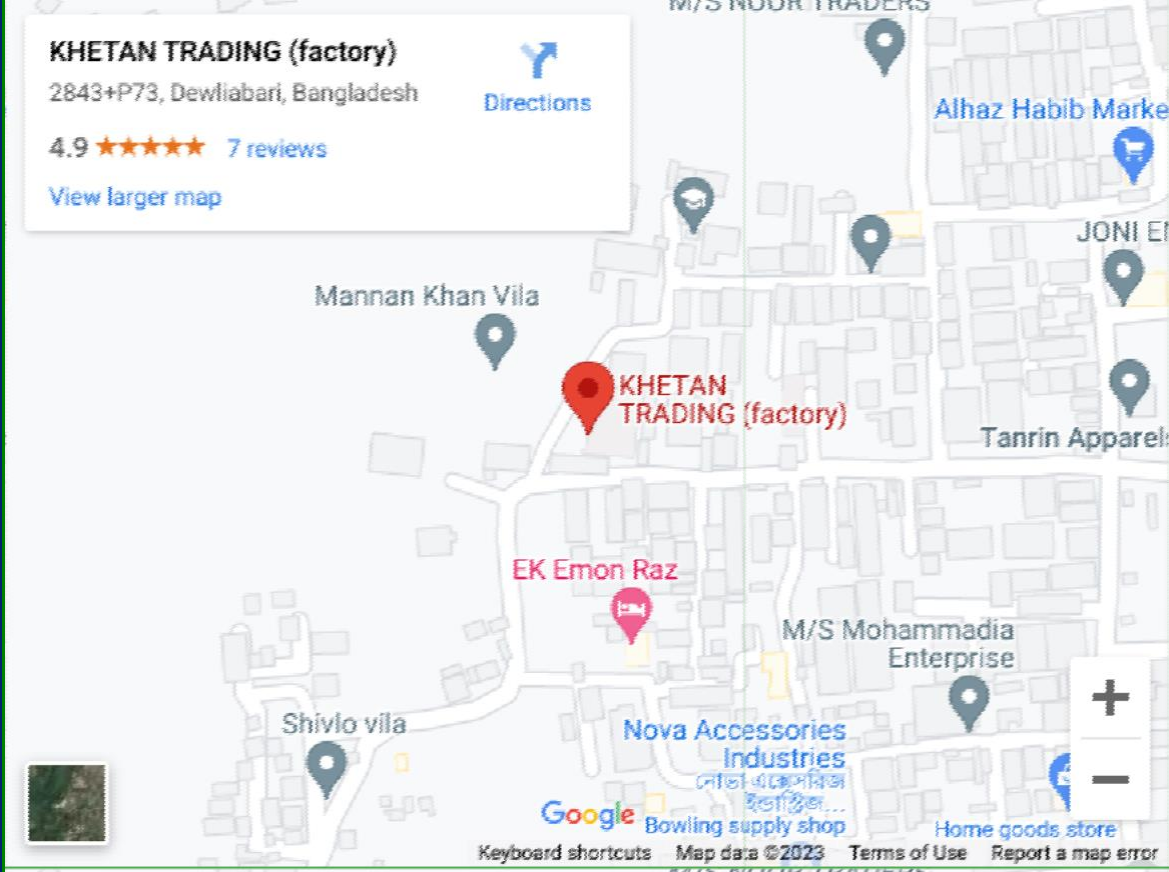 M/S NOOR TRADERS
KHETAN TRADING (factory)
2843+P73, Dewliabari, Bangladesh
Directions
4.9
7 reviews
View larger map
Alhaz Habib Marke
JONI EN
Mannan Khan Vila
KHETAN
TRADING (factory)
Tanrin Apparels
EK Emon Raz
M/S Mohammadia
Enterprise
Shivlo vila
Nova Accessories
Industries
Google
Bowling supply shop
Home goods store
Keyboard shortcuts
Map data ©2023
Terms of Use
Report a map error